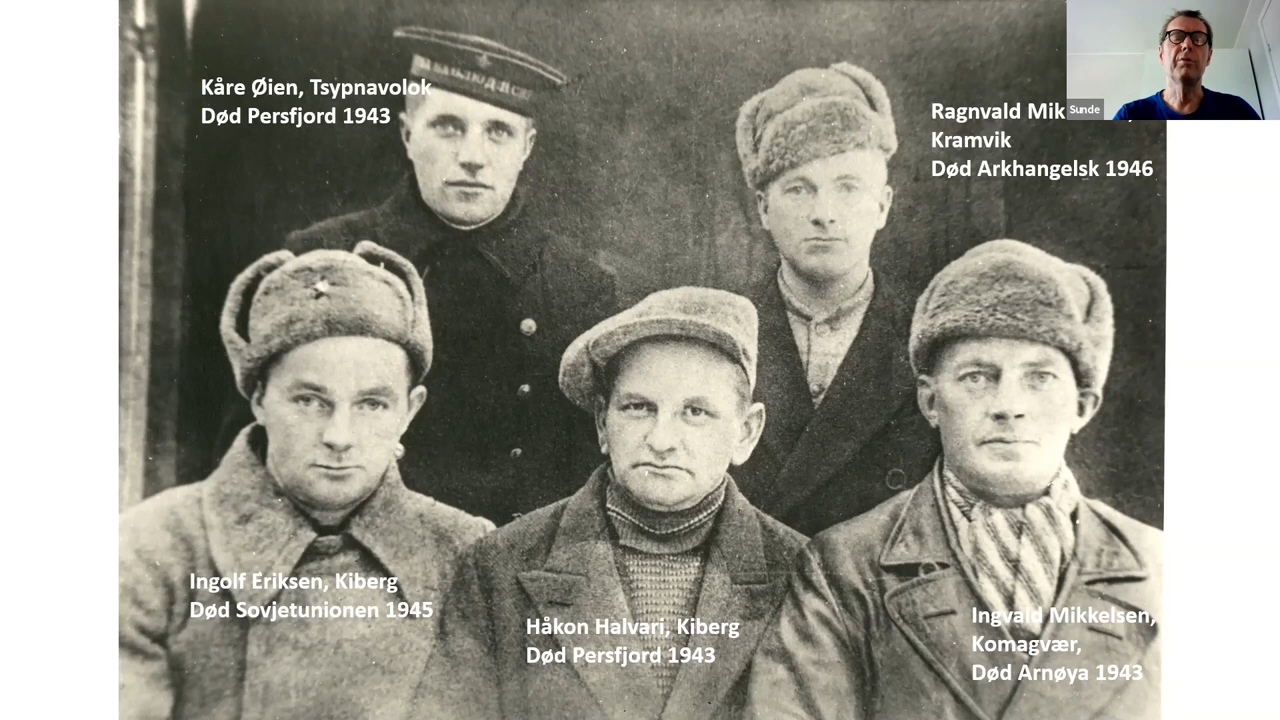 Kåre Øien, Tsypnavolok
Død Persfjord 1943
Ragnvald Mik
Sunde
Kramvik
Død Arkhangelsk 1946
Ingolf Eriksen, Kiberg
Død Sovjetunionen 1945
Håkon Halvari, Kiberg
Død Persfjord 1943
Ingvald Mikkelsen,
Komagvær,
Død Arnøya 1943